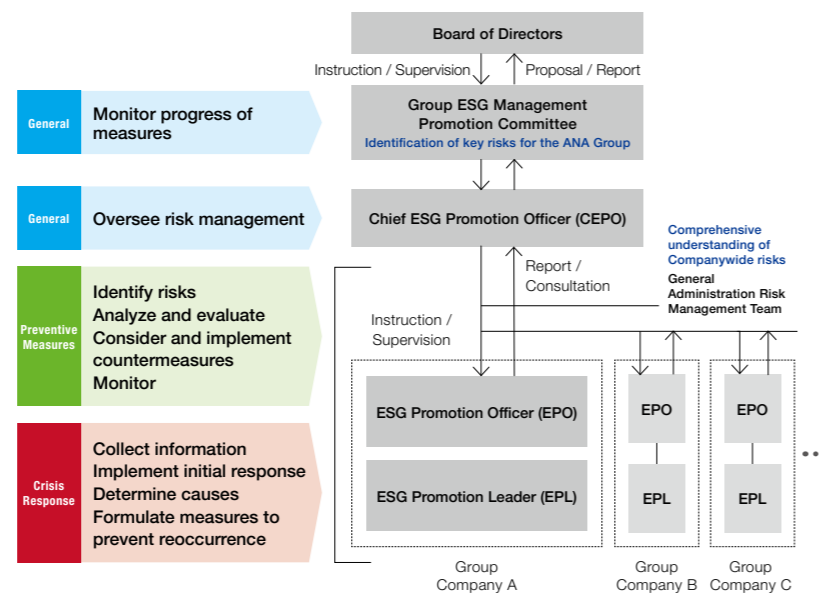 Board of Directors
Instruction / Supervision
Proposal / Report
General
Monitor progress of
measures
Group ESG Management
Promotion Committee
Identification of key risks for the ANA Group
General
Oversee risk management
Chief ESG Promotion Officer (CEPO)
Comprehensive
understanding of
Companywide risks
General
Administration Risk
Management Team
Report /
Consultation
Instruction /
Supervision
Preventive
Measures
Identify risks
Analyze and evaluate
Consider and implement
countermeasures
Monitor
ESG Promotion Officer (EPO)
EPO
EPO
Crisis
Response
Collect information
Implement initial response
Determine causes
Formulate measures to
prevent reoccurrence
ESG Promotion Leader (EPL)
EPL
EPL
Group
Company A
Group
Company B
Group
Company C